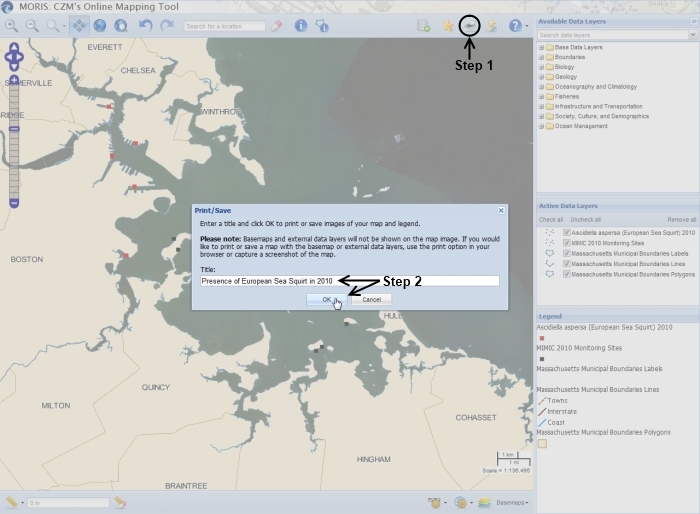 MORIS: CZM's Online Mapping Tool
Search for a location
Step 1
Available Data Layers
Search data layers
Base Data Layers
Boundaries
Biology
Geology
Oceanography and Climatology
Fisheries
Infrastructure and Transportation
Society, Culture, and Demographics
Ocean Management
EVERETT
CHELSEA
WINTHROP
BOSTON
Print/Save
Enter a title and click OK to print or save images of your map and legend.
Please note: Basemaps and external data layers will not be shown on the map image. If you would
like to print or save a map with the basemap or external data layers, use the print option in your
browser or capture a screenshot of the map.
Title:
Presence of European Sea Squirt in 2010
Step 2
OK
Cancel
HULL
QUINCY
MILTON
COHASSET
HINGHAM
BRAINTREE
1 km
1 mi
Scale = 1:136,495
0 m
Basemaps
Active Data Layers
Check all Uncheck all Remove all
Ascidiella aspersa (European Sea Squirt) 2010
MIMIC 2010 Monitoring Sites
Massachusetts Municipal Boundaries Labels
Massachusetts Municipal Boundaries Lines
Massachusetts Municipal Boundaries Polygons
Legend
Ascidiella aspersa (European Sea Squirt) 2010
MIMIC 2010 Monitoring Sites
Massachusetts Municipal Boundaries Labels
Massachusetts Municipal Boundaries Lines
Towns
Interstate
Coast
Massachusetts Municipal Boundaries Polygons